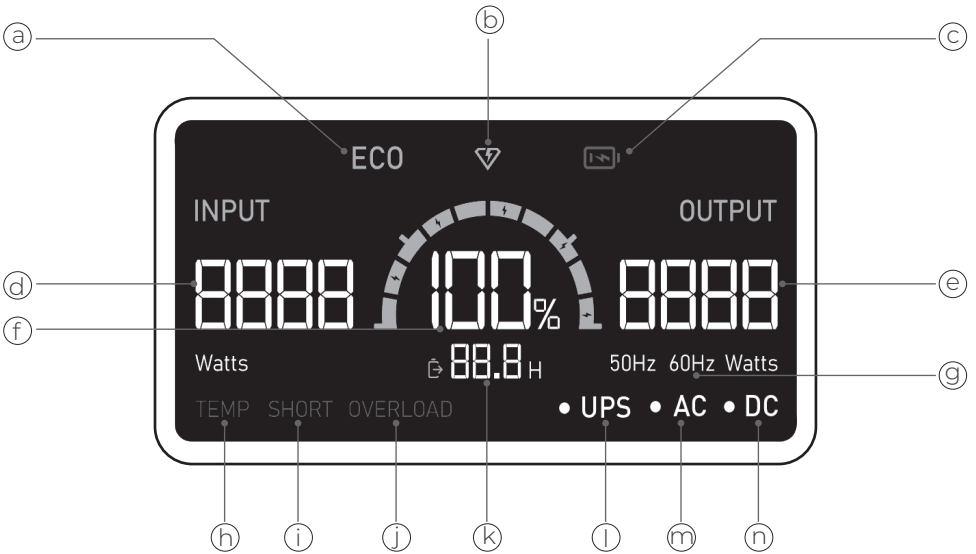 ⓐ ⓑ ⓒ
ECO
INPUT OUTPUT
ⓓ 8888 100% 8888 ⓔ
ⓕ
Watts 88.8 H 50Hz 60Hz Watts ⓖ
TEMP SHORT OVERLOAD • UPS • AC • DC
ⓗ ⓘ ⓙ ⓚ ⓛ ⓜ ⓝ